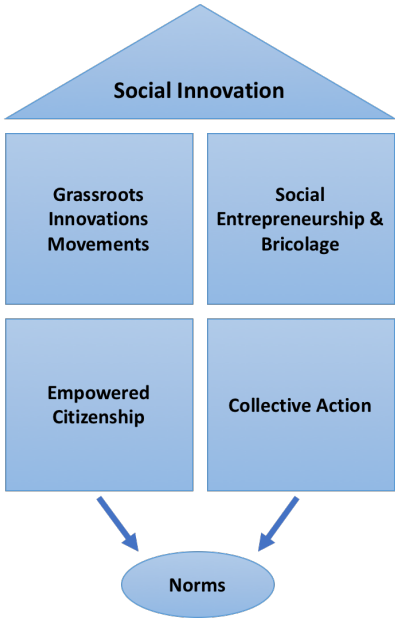 Social Innovation
Grassroots
Innovations
Movements
Social
Entrepreneurship &
Bricolage
Empowered
Citizenship
Collective Action
Norms